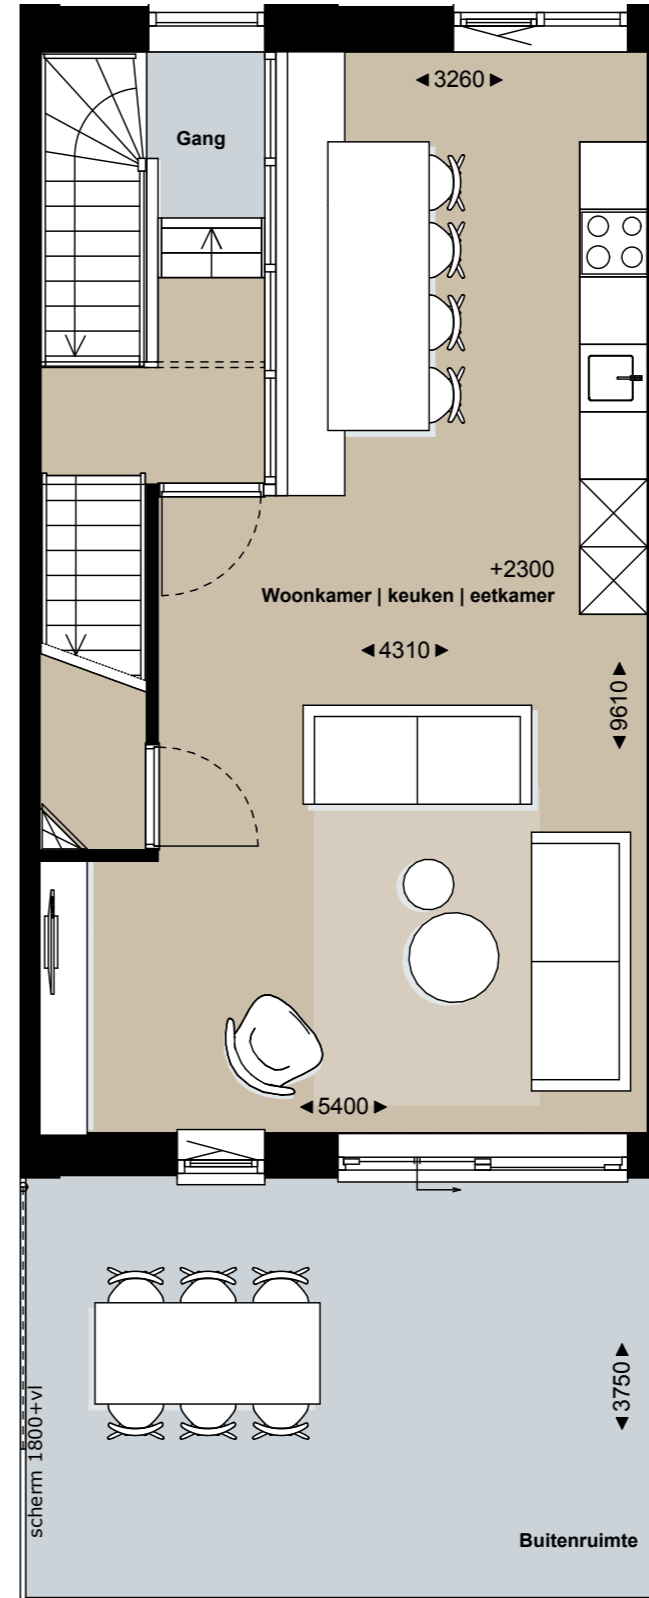 3260
Gang
+2300
Woonkamer | keuken | eetkamer
4310
9610
5400
3750
scherm 1800+vl
Buitenruimte